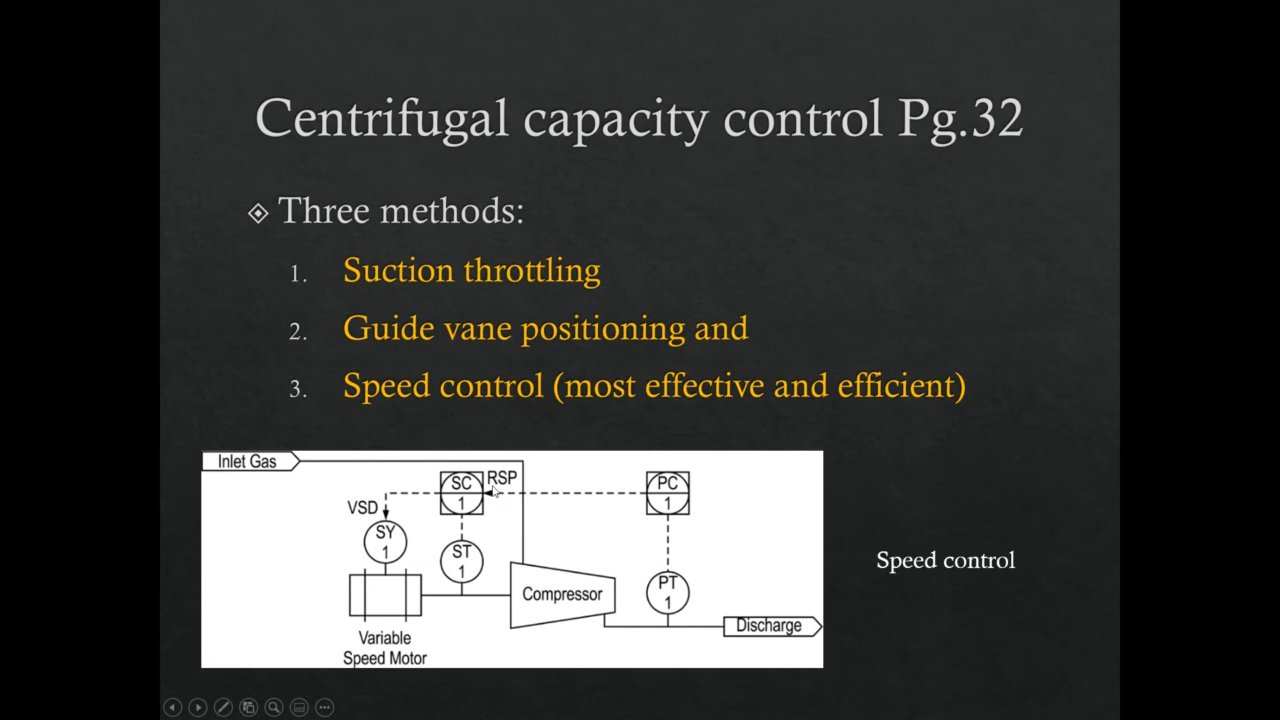 Centrifugal capacity control Pg.32
Three methods:
1. Suction throttling
2. Guide vane positioning and
3. Speed control (most effective and efficient)
Inlet Gas
SC
1
RSP
PC
1
VSD
SY
1
ST
1
Compressor
PT
1
Discharge
Variable
Speed Motor
Speed control